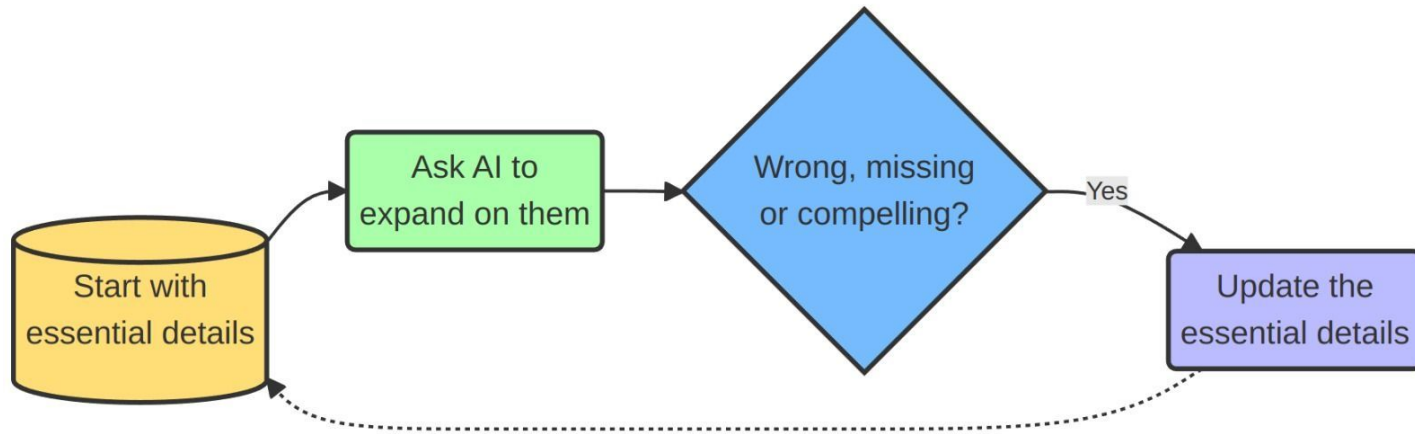 Start with
essential details
Ask AI to
expand on them
Wrong, missing
or compelling?
Yes
Update the
essential details